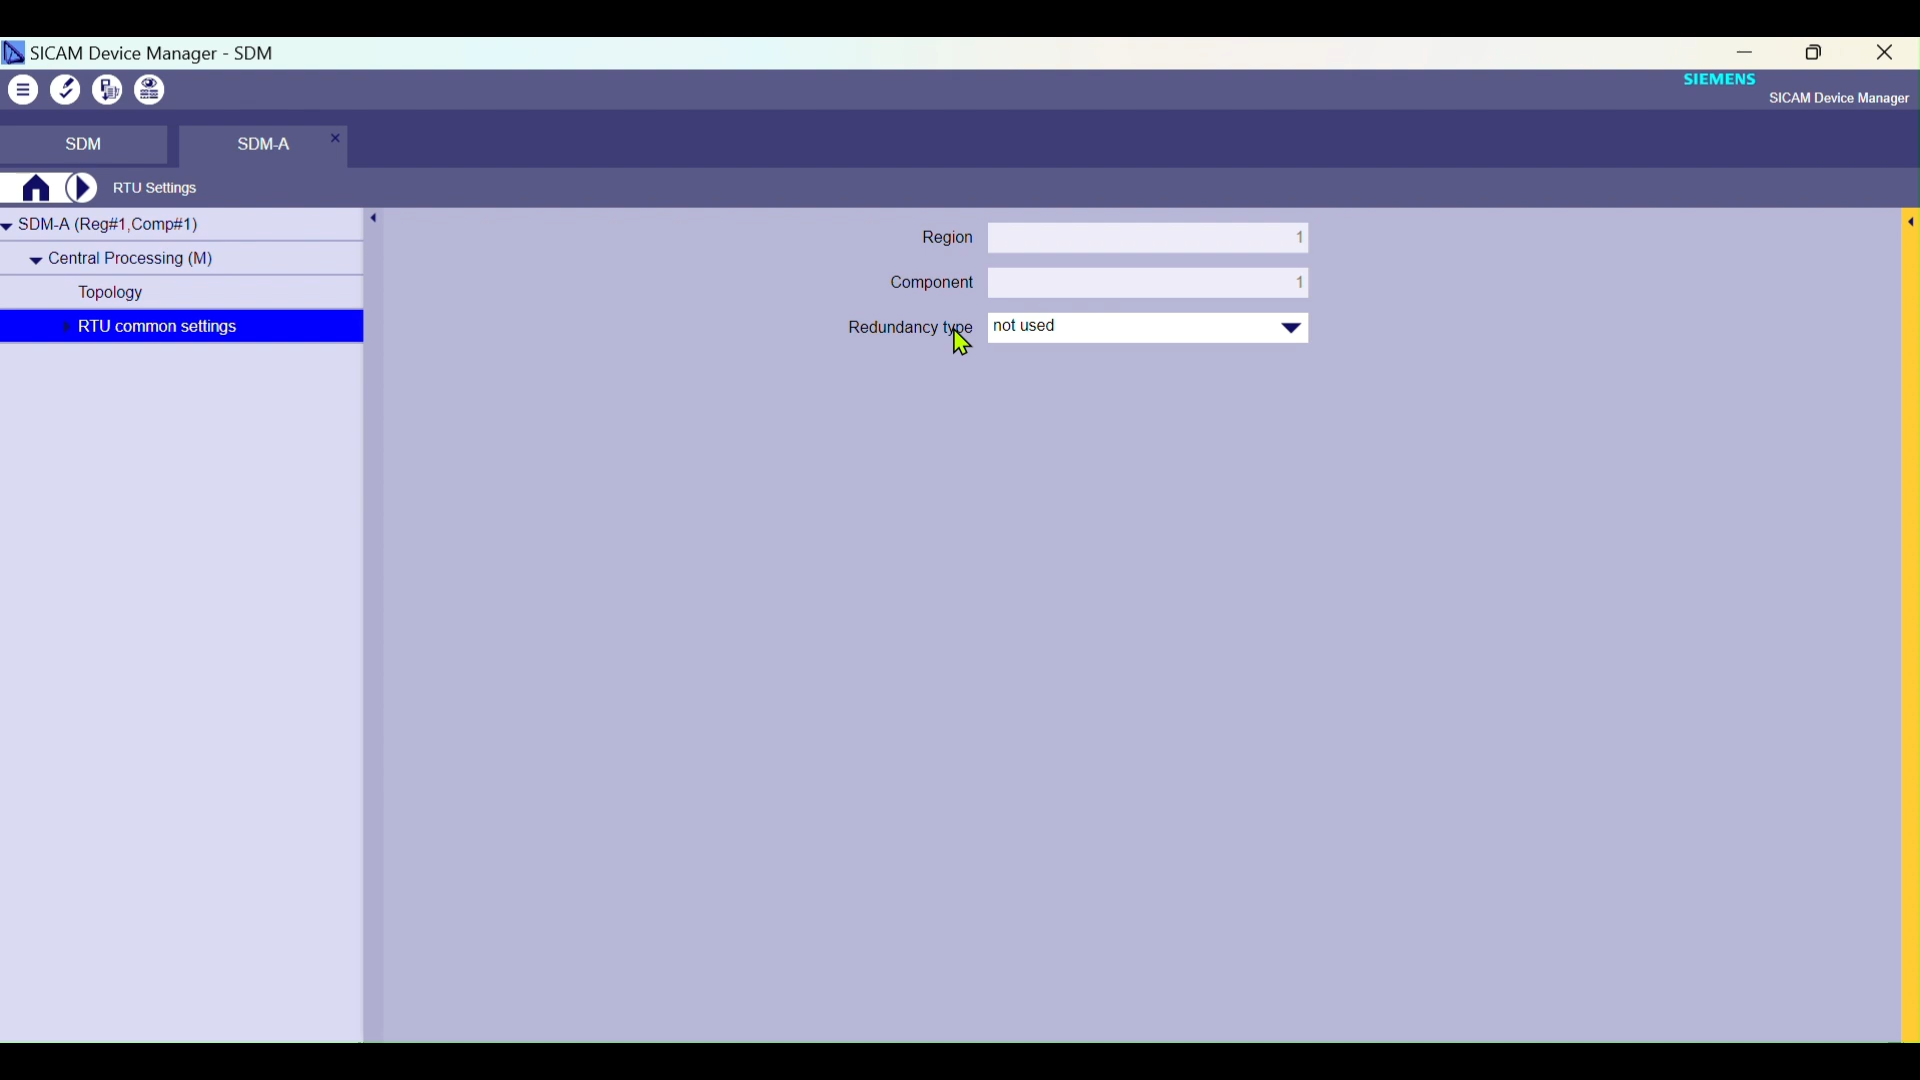 SICAM Device Manager - SDM
SIEMENS
SICAM Device Manager
SDM
SDM-A
RTU Settings
SDM-A (Reg#1,Comp#1)
Central Processing (M)
Topology
RTU common settings
Region 1
Component 1
Redundancy type not used